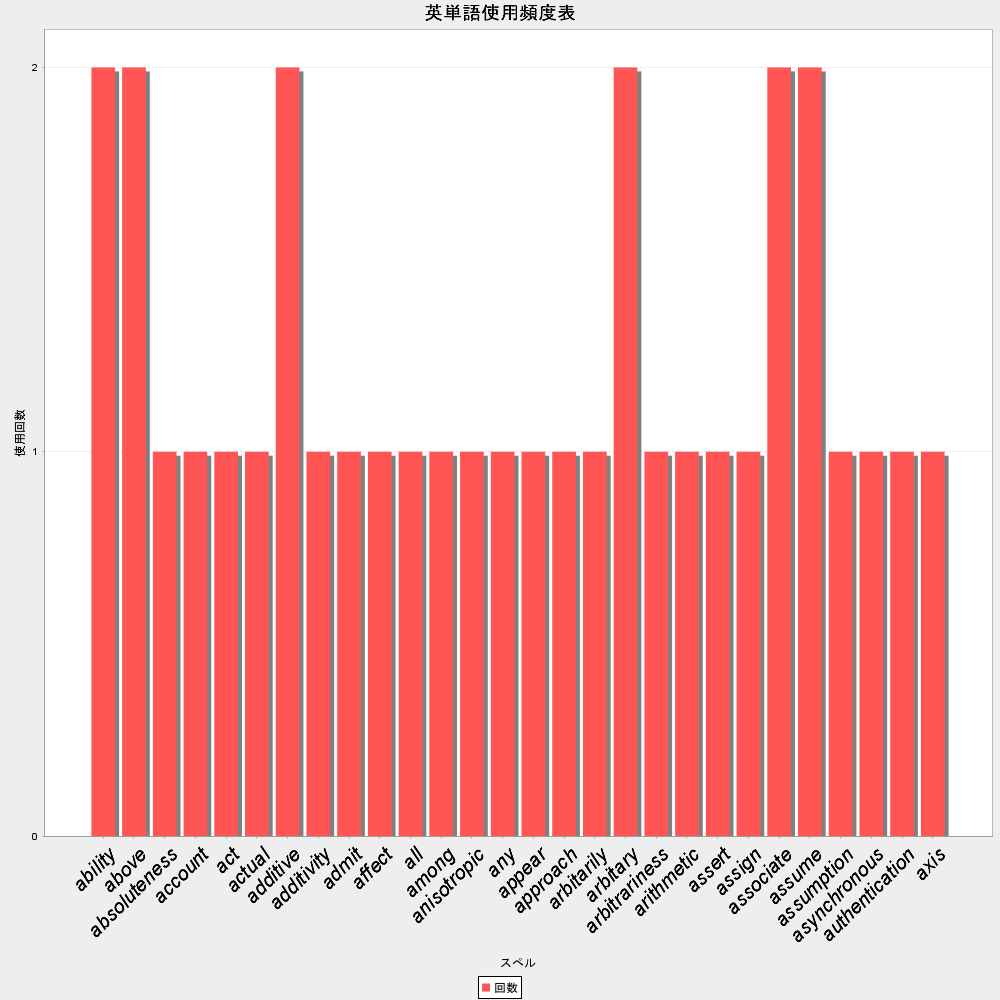 英単語使用頻度表
使用回数
2
1
0
ability
above
absoluteness
account
act
actual
additive
additivity
admit
affect
all
among
anisotropic
any
appear
approach
arbitarily
arbitrary
arbitrariness
arithmetic
assert
assign
associate
assume
assumption
asynchronous
authentication
axis
スペル
回数